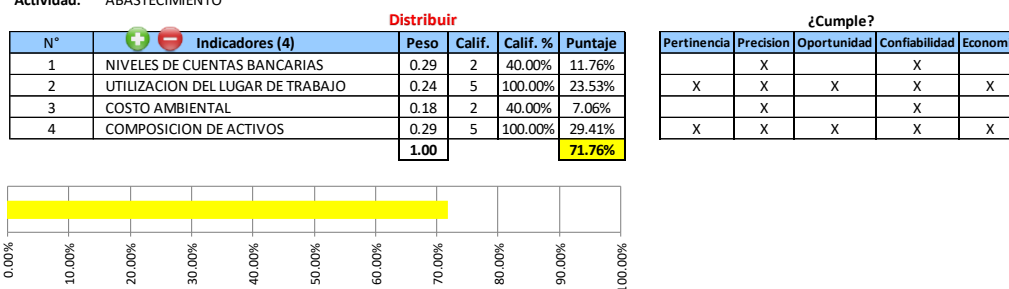 Actividad: ABASTECIMIENTO
Distribuir ¿Cumple?
N° Indicadores (4) Peso Calif. Calif. % Puntaje Pertinencia Precision Oportunidad Confiabilidad Econom
1 NIVELES DE CUENTAS BANCARIAS 0.29 2 40.00% 11.76% X X
2 UTILIZACION DEL LUGAR DE TRABAJO 0.24 5 100.00% 23.53% X X X X X
3 COSTO AMBIENTAL 0.18 2 40.00% 7.06% X X
4 COMPOSICION DE ACTIVOS 0.29 5 100.00% 29.41% X X X X X
1.00 71.76%
0.00% 10.00% 20.00% 30.00% 40.00% 50.00% 60.00% 70.00% 80.00% 90.00% 100.00%